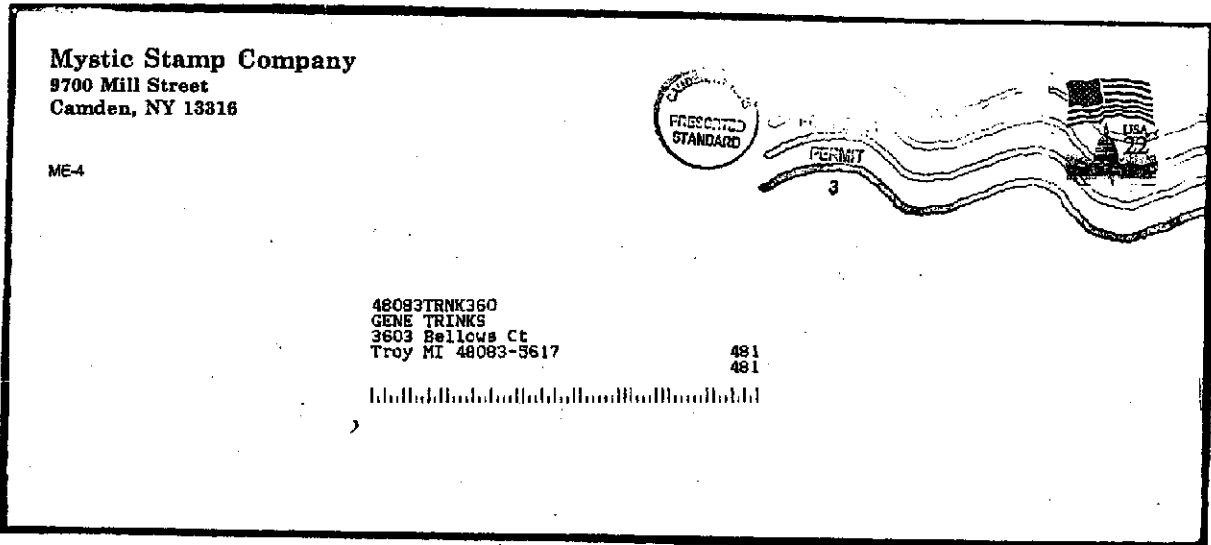 Mystic Stamp Company
9700 Mill Street
Camden, NY 13316
PRESORTED
STANDARD
PERMIT
3
USA
22
ME-4
48083TRNK360
GENE TRINKS
3603 Bellows Ct
Troy MI 48083-5617
481
481